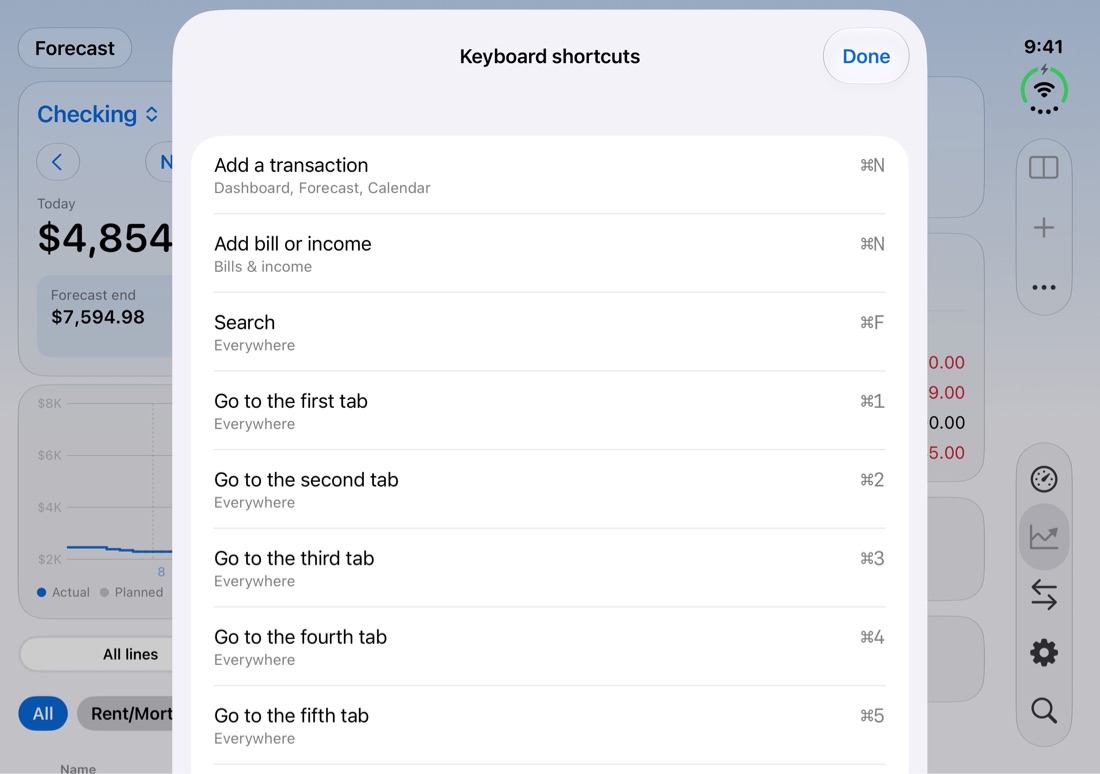 Forecast
Keyboard shortcuts
Done
9:41
Checking
N
Today
$4,854
Forecast end
$7,594.98
Add a transaction
⌘N
Dashboard, Forecast, Calendar
Add bill or income
⌘N
Bills & income
Search
⌘F
Everywhere
Go to the first tab
⌘1
Everywhere
Go to the second tab
⌘2
Everywhere
Go to the third tab
⌘3
Everywhere
Go to the fourth tab
⌘4
Everywhere
Go to the fifth tab
⌘5
Everywhere
0.00
9.00
0.00
5.00
$8K
$6K
$4K
$2K
8
Actual
Planned
All lines
All
Rent/Mort
Name